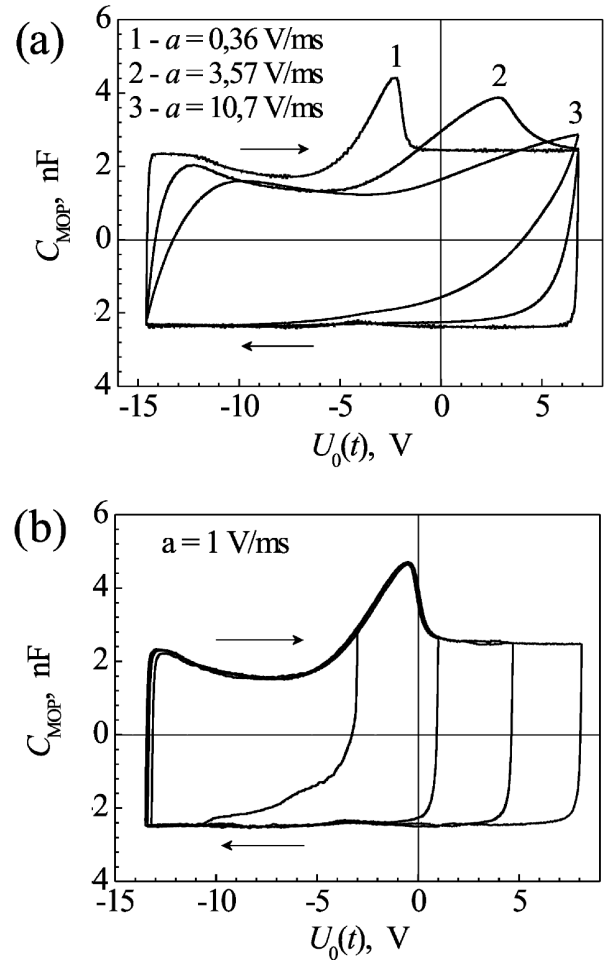 (a)
1 - a = 0,36 V/ms
2 - a = 3,57 V/ms
3 - a = 10,7 V/ms
1
2
3
6
4
2
0
2
4
C_MOP, nF
-15 -10 -5 0 5
U_0(t), V
(b)
a = 1 V/ms
6
4
2
0
2
4
C_MOP, nF
-15 -10 -5 0 5
U_0(t), V